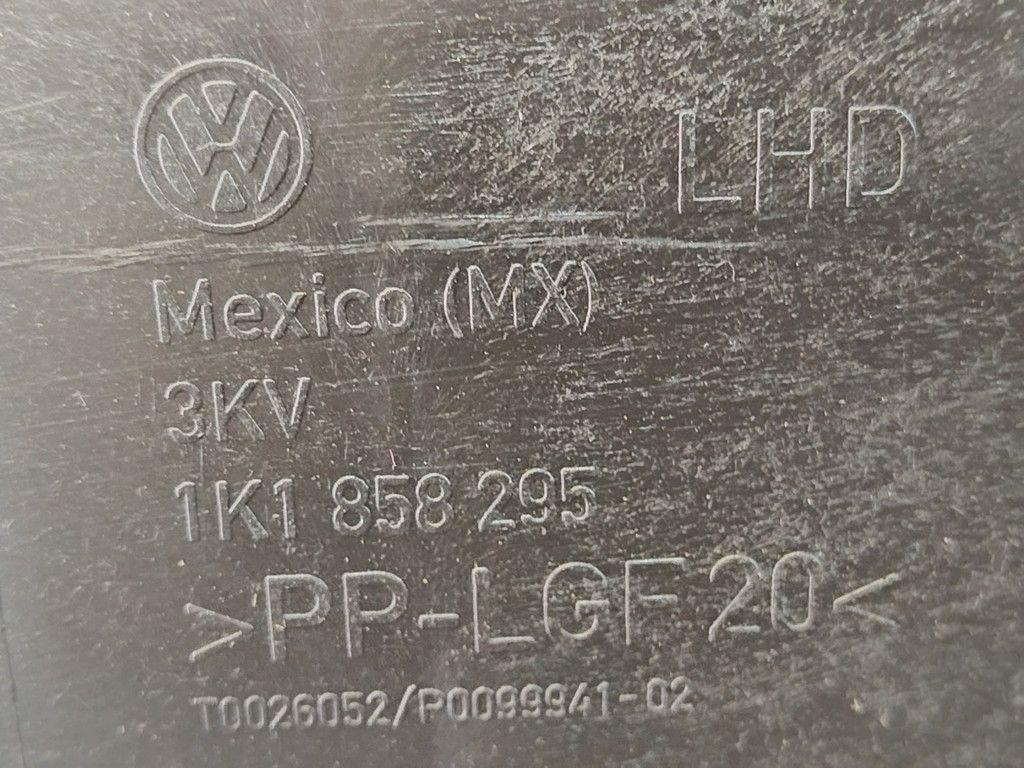 LHD
Mexico (MX)
3KV
1K1 858 295
>PP-LGF20<
T0026052/P0099941-02